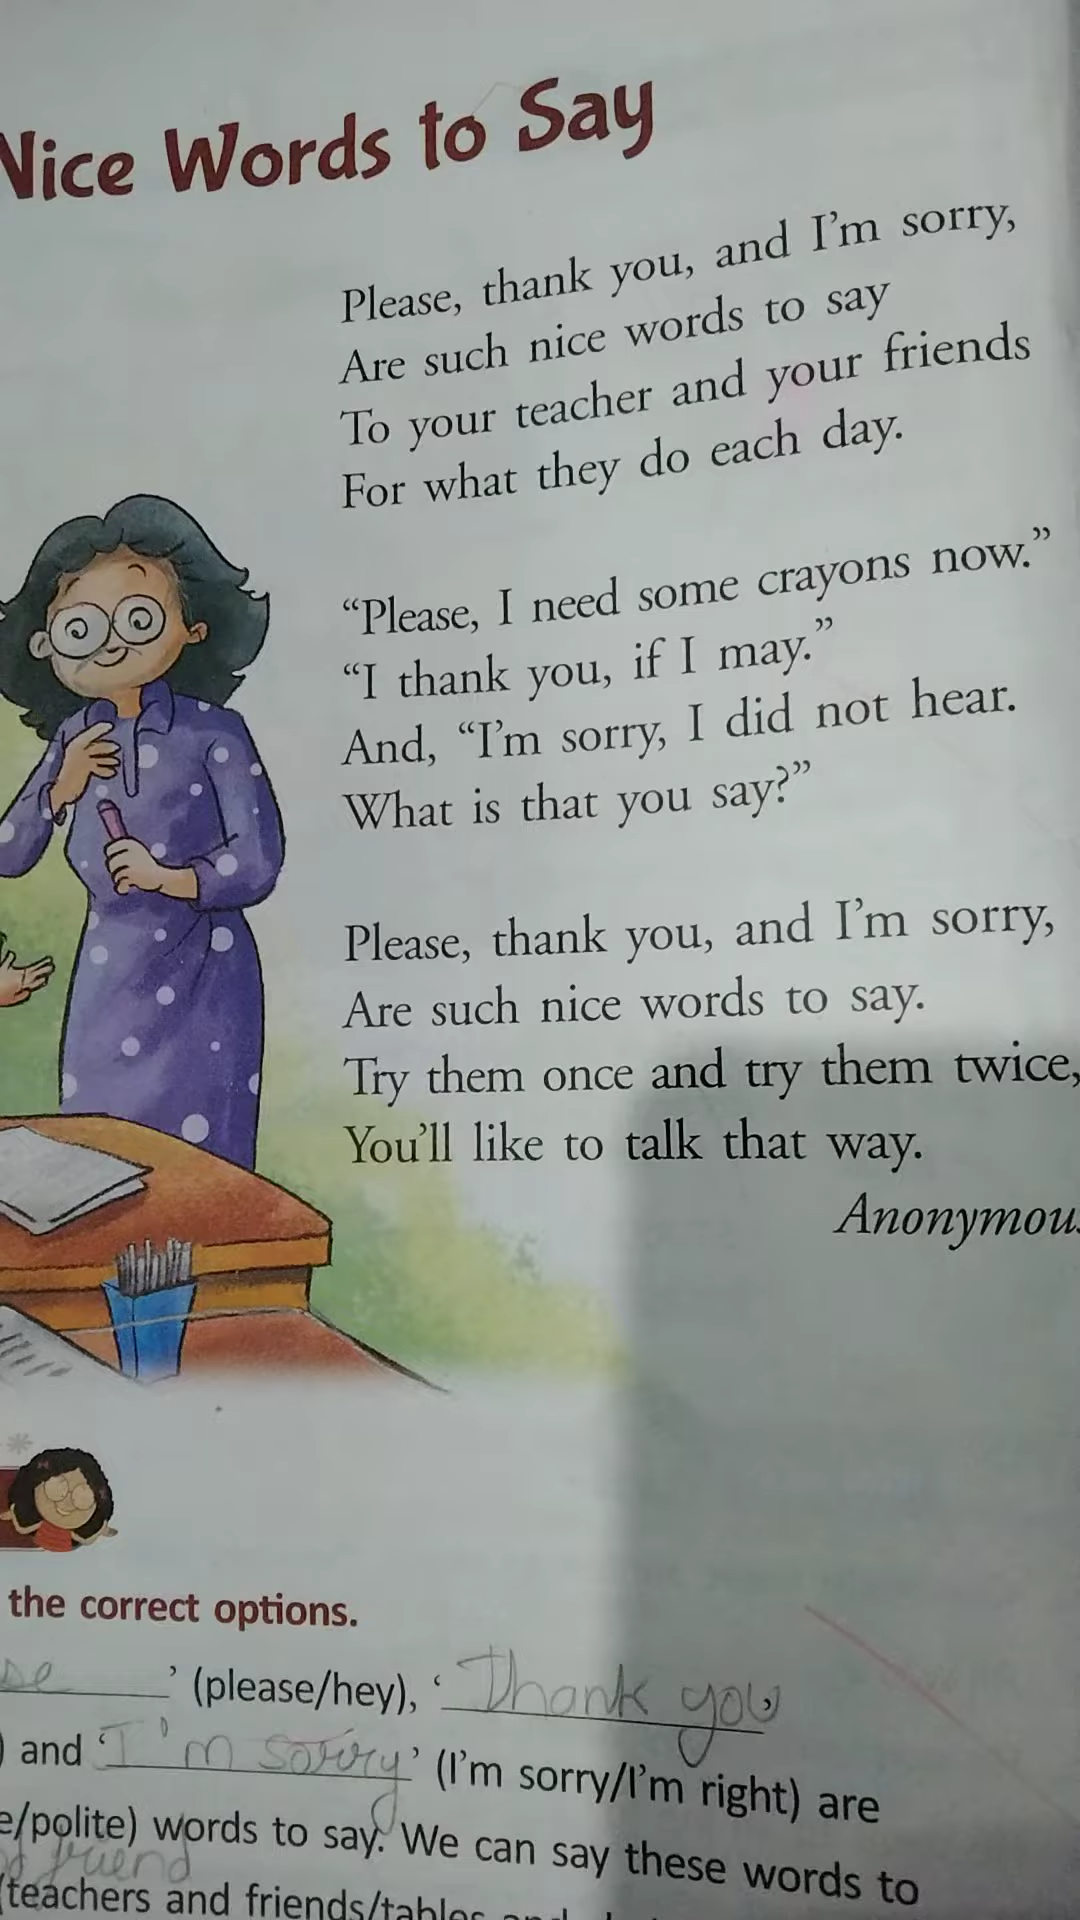 Nice Words to Say
Please, thank you, and I'm sorry,
Are such nice words to say
To your teacher and your friends
For what they do each day.
“Please, I need some crayons now.”
“I thank you, if I may.”
And, “I'm sorry, I did not hear.
What is that you say?”
Please, thank you, and I'm sorry,
Are such nice words to say.
Try them once and try them twice,
You'll like to talk that way.
Anonymou
the correct options.
se ’ (please/hey), ‘Thank you’
) and ‘I'm sorry’ (I'm sorry/I'm right) are
e/polite) words to say. We can say these words to
friend
(teachers and friends/tables and